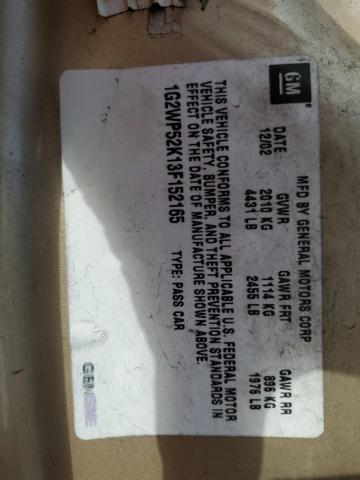 GM
MFD BY GENERAL MOTORS CORP
DATE GVWR GAWR FRT GAWR RR
12/02 2010 KG 1114 KG 896 KG
4431 LB 2455 LB 1976 LB
THIS VEHICLE CONFORMS TO ALL APPLICABLE U.S. FEDERAL MOTOR
VEHICLE SAFETY, BUMPER, AND THEFT PREVENTION STANDARDS IN
EFFECT ON THE DATE OF MANUFACTURE SHOWN ABOVE.
1G2WP52K13F152165 TYPE: PASS CAR